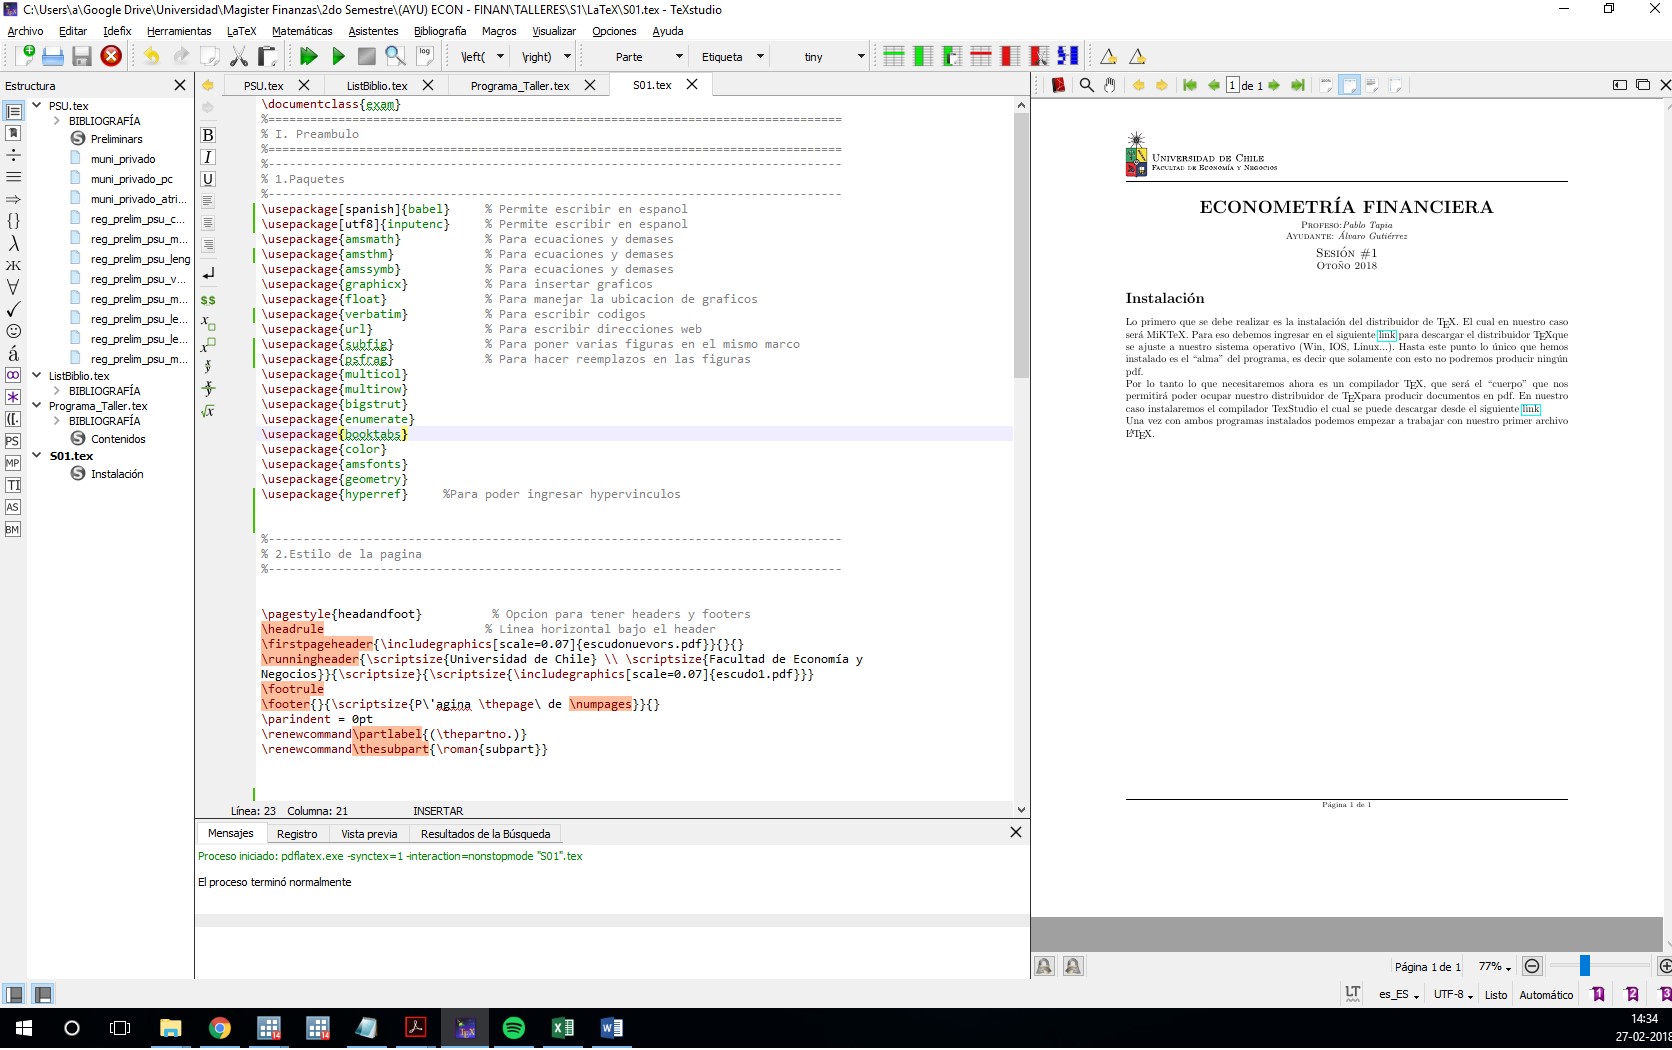 C:\Users\a\Google Drive\Universidad\Magister Finanzas\2do Semestre\(AYU) ECON - FINAN\TALLERES\S1\LaTeX\S01.tex - TeXstudio
Archivo Editar Idefix Herramientas LaTeX Matemáticas Asistentes Bibliografía Macros Visualizar Opciones Ayuda
log \left( \right) Parte Etiqueta tiny
Estructura
PSU.tex ListBiblio.tex Programa_Taller.tex S01.tex
1 de 1
PSU.tex
BIBLIOGRAFÍA
Preliminars
muni_privado
muni_privado_pc
muni_privado_atri...
reg_prelim_psu_c...
reg_prelim_psu_m...
reg_prelim_psu_leng
reg_prelim_psu_v...
reg_prelim_psu_m...
reg_prelim_psu_le...
reg_prelim_psu_le...
reg_prelim_psu_m...
ListBiblio.tex
BIBLIOGRAFÍA
Programa_Taller.tex
BIBLIOGRAFÍA
Contenidos
S01.tex
Instalación
PS
MP
TI
AS
BM
B
I
U
$$
\documentclass{exam}
%==================================================================================
% I. Preambulo
%==================================================================================
%----------------------------------------------------------------------------------
% 1.Paquetes
%----------------------------------------------------------------------------------
\usepackage[spanish]{babel} % Permite escribir en espanol
\usepackage[utf8]{inputenc} % Permite escribir en espanol
\usepackage{amsmath} % Para ecuaciones y demases
\usepackage{amsthm} % Para ecuaciones y demases
\usepackage{amssymb} % Para ecuaciones y demases
\usepackage{graphicx} % Para insertar graficos
\usepackage{float} % Para manejar la ubicacion de graficos
\usepackage{verbatim} % Para escribir codigos
\usepackage{url} % Para escribir direcciones web
\usepackage{subfig} % Para poner varias figuras en el mismo marco
\usepackage{psfrag} % Para hacer reemplazos en las figuras
\usepackage{multicol}
\usepackage{multirow}
\usepackage{bigstrut}
\usepackage{enumerate}
\usepackage{booktabs}
\usepackage{color}
\usepackage{amsfonts}
\usepackage{geometry}
\usepackage{hyperref} %Para poder ingresar hypervinculos
%----------------------------------------------------------------------------------
% 2.Estilo de la pagina
%----------------------------------------------------------------------------------
\pagestyle{headandfoot} % Opcion para tener headers y footers
\headrule % Linea horizontal bajo el header
\firstpageheader{\includegraphics[scale=0.07]{escudonuevors.pdf}}{}{}
\runningheader{\scriptsize{Universidad de Chile} \\ \scriptsize{Facultad de Economía y
Negocios}}{\scriptsize}{\scriptsize{\includegraphics[scale=0.07]{escudo1.pdf}}}
\footrule
\footer{}{\scriptsize{P\'agina \thepage\ de \numpages}}{}
\parindent = 0pt
\renewcommand\partlabel{(\thepartno.)}
\renewcommand\thesubpart{\roman{subpart}}
Línea: 23 Columna: 21 INSERTAR
Mensajes Registro Vista previa Resultados de la Búsqueda
Proceso iniciado: pdflatex.exe -synctex=1 -interaction=nonstopmode "S01".tex
El proceso terminó normalmente
Universidad de Chile
Facultad de Economía y Negocios
ECONOMETRÍA FINANCIERA
Profeso:Pablo Tapia
Ayudante: Álvaro Gutiérrez
Sesión #1
Otoño 2018
Instalación
Lo primero que se debe realizar es la instalación del distribuidor de TEX. El cual en nuestro caso
será MiKTeX. Para eso debemos ingresar en el siguiente link para descargar el distribuidor TEXque
se ajuste a nuestro sistema operativo (Win, IOS, Linux...). Hasta este punto lo único que hemos
instalado es el “alma” del programa, es decir que solamente con esto no podremos producir ningún
pdf.
Por lo tanto lo que necesitaremos ahora es un compilador TEX, que será el “cuerpo” que nos
permitirá poder ocupar nuestro distribuidor de TEXpara producir documentos en pdf. En nuestro
caso instalaremos el compilador TexStudio el cual se puede descargar desde el siguiente link
Una vez con ambos programas instalados podemos empezar a trabajar con nuestro primer archivo
LATEX.
Página 1 de 1
Página 1 de 1 77%
LT es_ES UTF-8 Listo Automático 1 2 3
14:34
27-02-2018